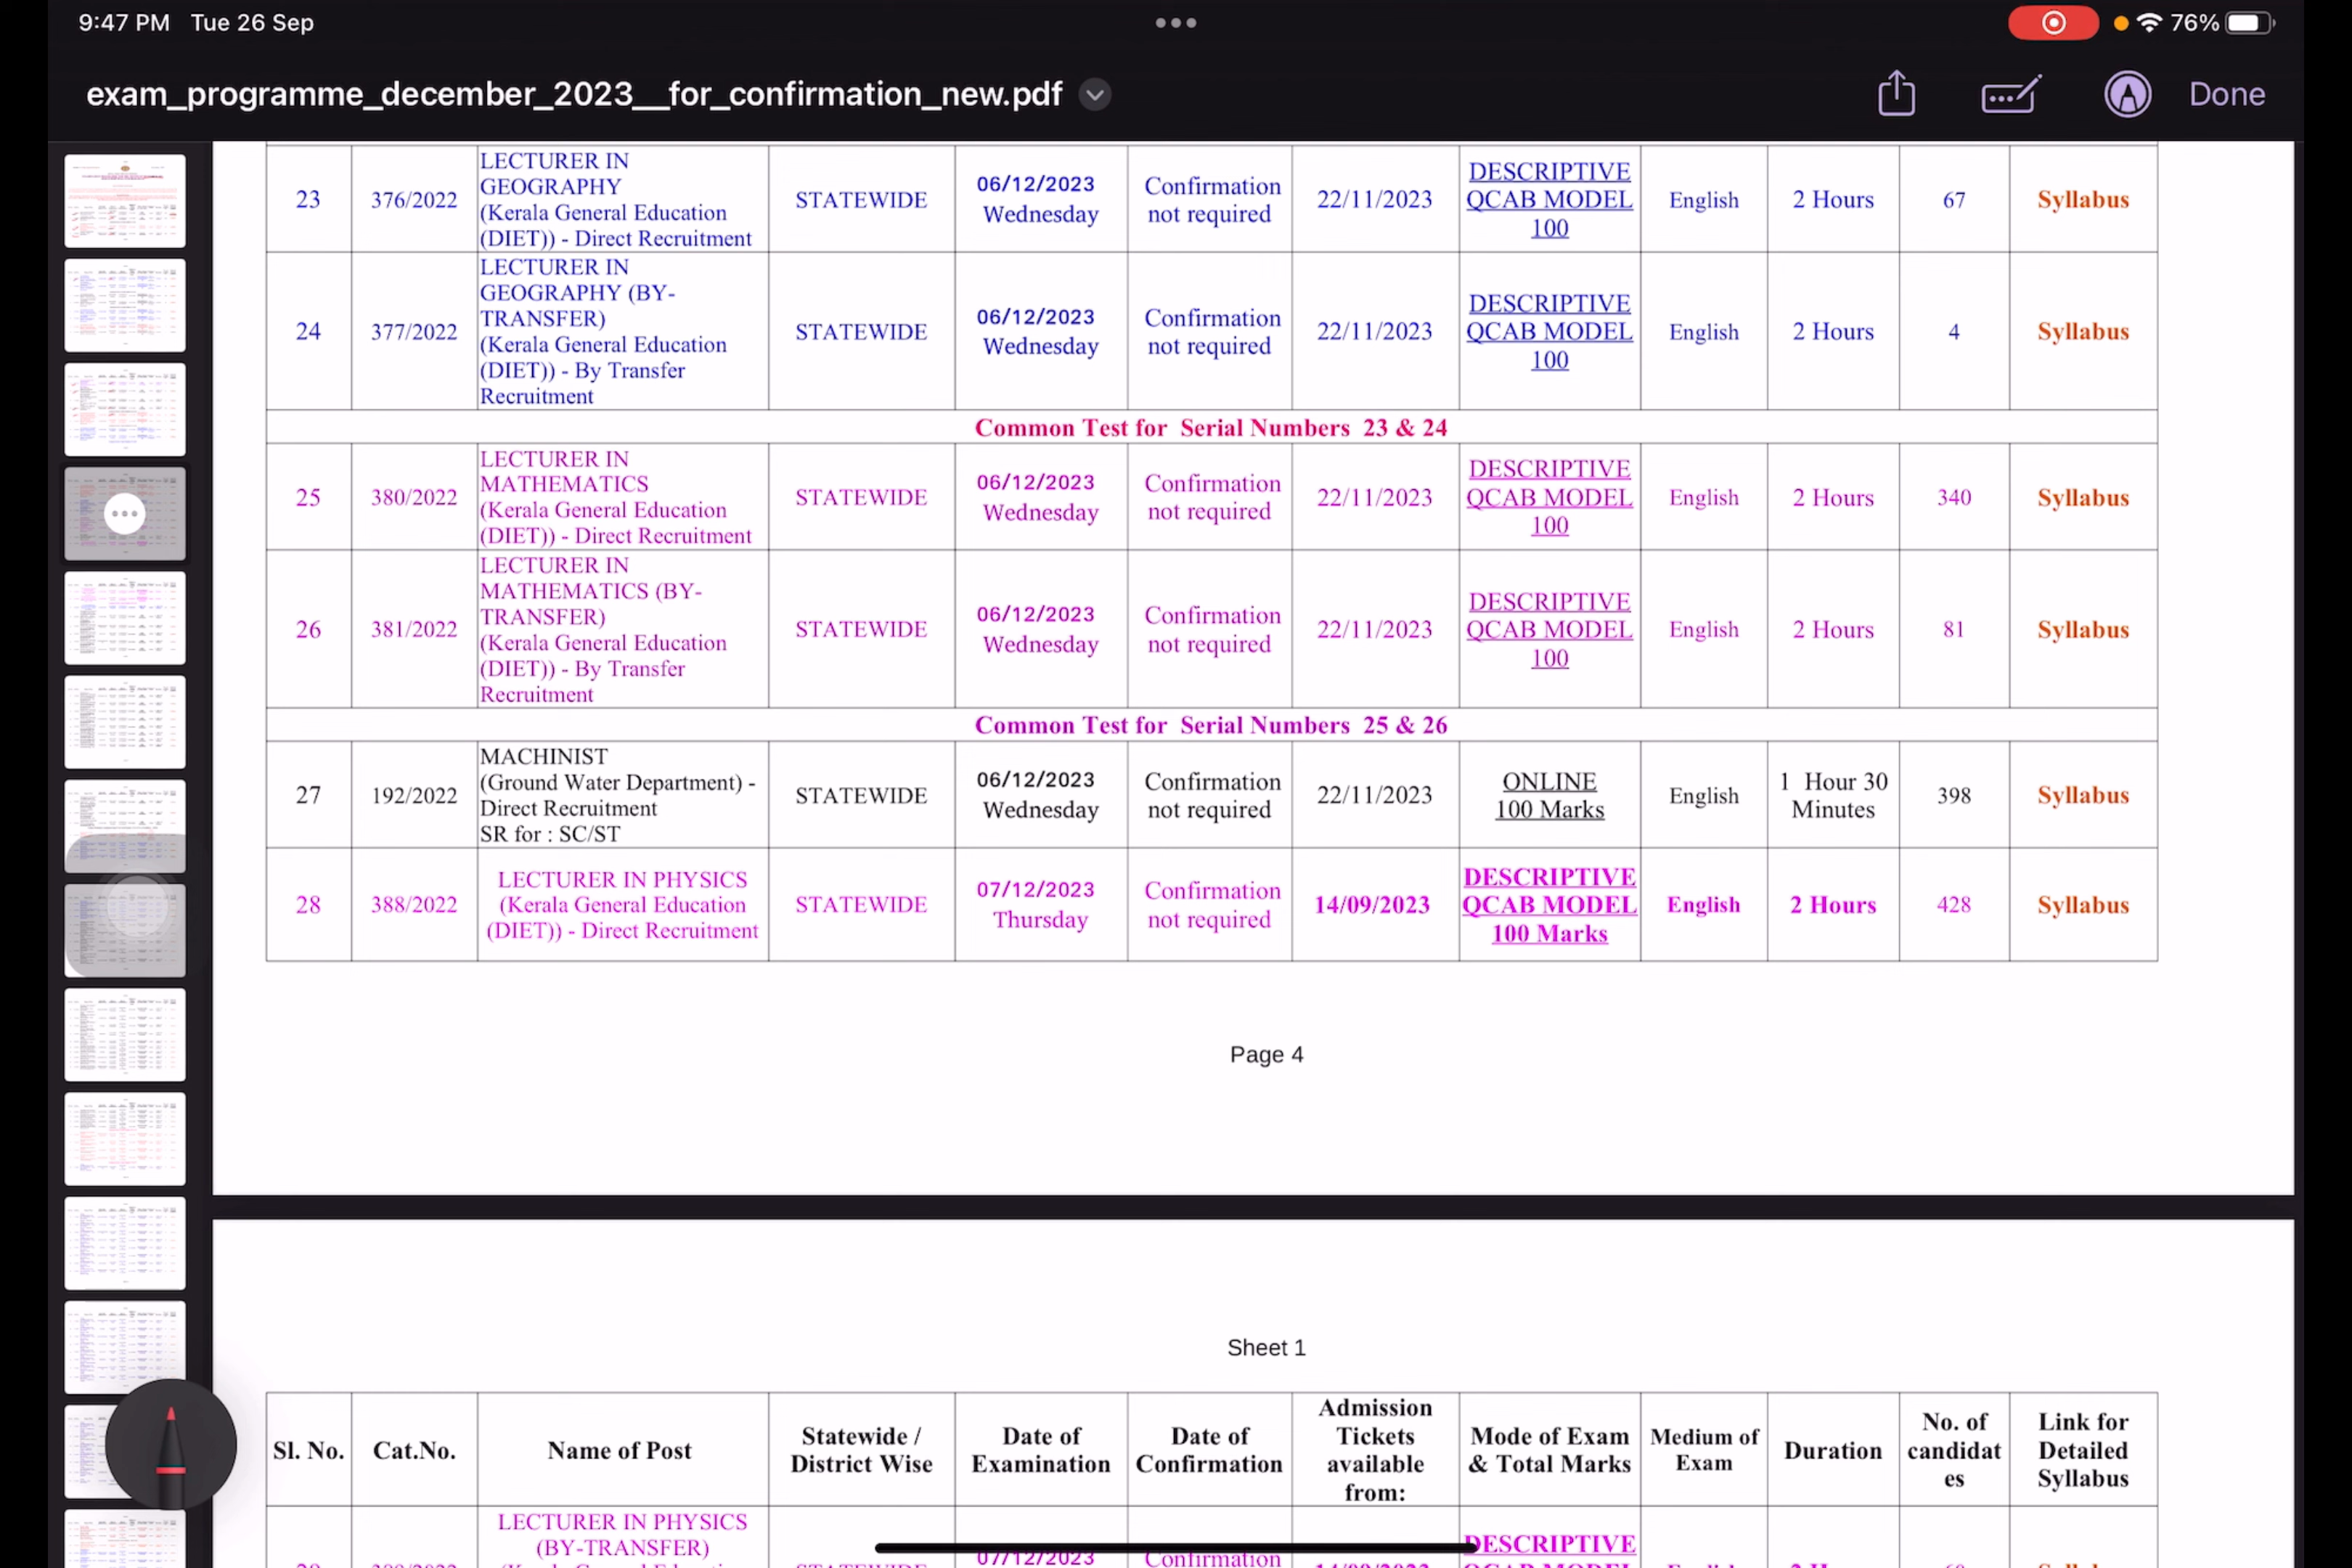 9:47 PM Tue 26 Sep
76%
exam_programme_december_2023__for_confirmation_new.pdf
Done
23 376/2022 LECTURER IN GEOGRAPHY (Kerala General Education (DIET)) - Direct Recruitment STATEWIDE 06/12/2023 Wednesday Confirmation not required 22/11/2023 DESCRIPTIVE QCAB MODEL 100 English 2 Hours 67 Syllabus
24 377/2022 LECTURER IN GEOGRAPHY (BY-TRANSFER) (Kerala General Education (DIET)) - By Transfer Recruitment STATEWIDE 06/12/2023 Wednesday Confirmation not required 22/11/2023 DESCRIPTIVE QCAB MODEL 100 English 2 Hours 4 Syllabus
Common Test for Serial Numbers 23 & 24
25 380/2022 LECTURER IN MATHEMATICS (Kerala General Education (DIET)) - Direct Recruitment STATEWIDE 06/12/2023 Wednesday Confirmation not required 22/11/2023 DESCRIPTIVE QCAB MODEL 100 English 2 Hours 340 Syllabus
26 381/2022 LECTURER IN MATHEMATICS (BY-TRANSFER) (Kerala General Education (DIET)) - By Transfer Recruitment STATEWIDE 06/12/2023 Wednesday Confirmation not required 22/11/2023 DESCRIPTIVE QCAB MODEL 100 English 2 Hours 81 Syllabus
Common Test for Serial Numbers 25 & 26
27 192/2022 MACHINIST (Ground Water Department) - Direct Recruitment SR for : SC/ST STATEWIDE 06/12/2023 Wednesday Confirmation not required 22/11/2023 ONLINE 100 Marks English 1 Hour 30 Minutes 398 Syllabus
28 388/2022 LECTURER IN PHYSICS (Kerala General Education (DIET)) - Direct Recruitment STATEWIDE 07/12/2023 Thursday Confirmation not required 14/09/2023 DESCRIPTIVE QCAB MODEL 100 Marks English 2 Hours 428 Syllabus
Page 4
Sheet 1
Sl. No. Cat.No. Name of Post Statewide / District Wise Date of Examination Date of Confirmation Admission Tickets available from: Mode of Exam & Total Marks Medium of Exam Duration No. of candidates Link for Detailed Syllabus
LECTURER IN PHYSICS (BY-TRANSFER) 07/12/2023 Confirmation DESCRIPTIVE